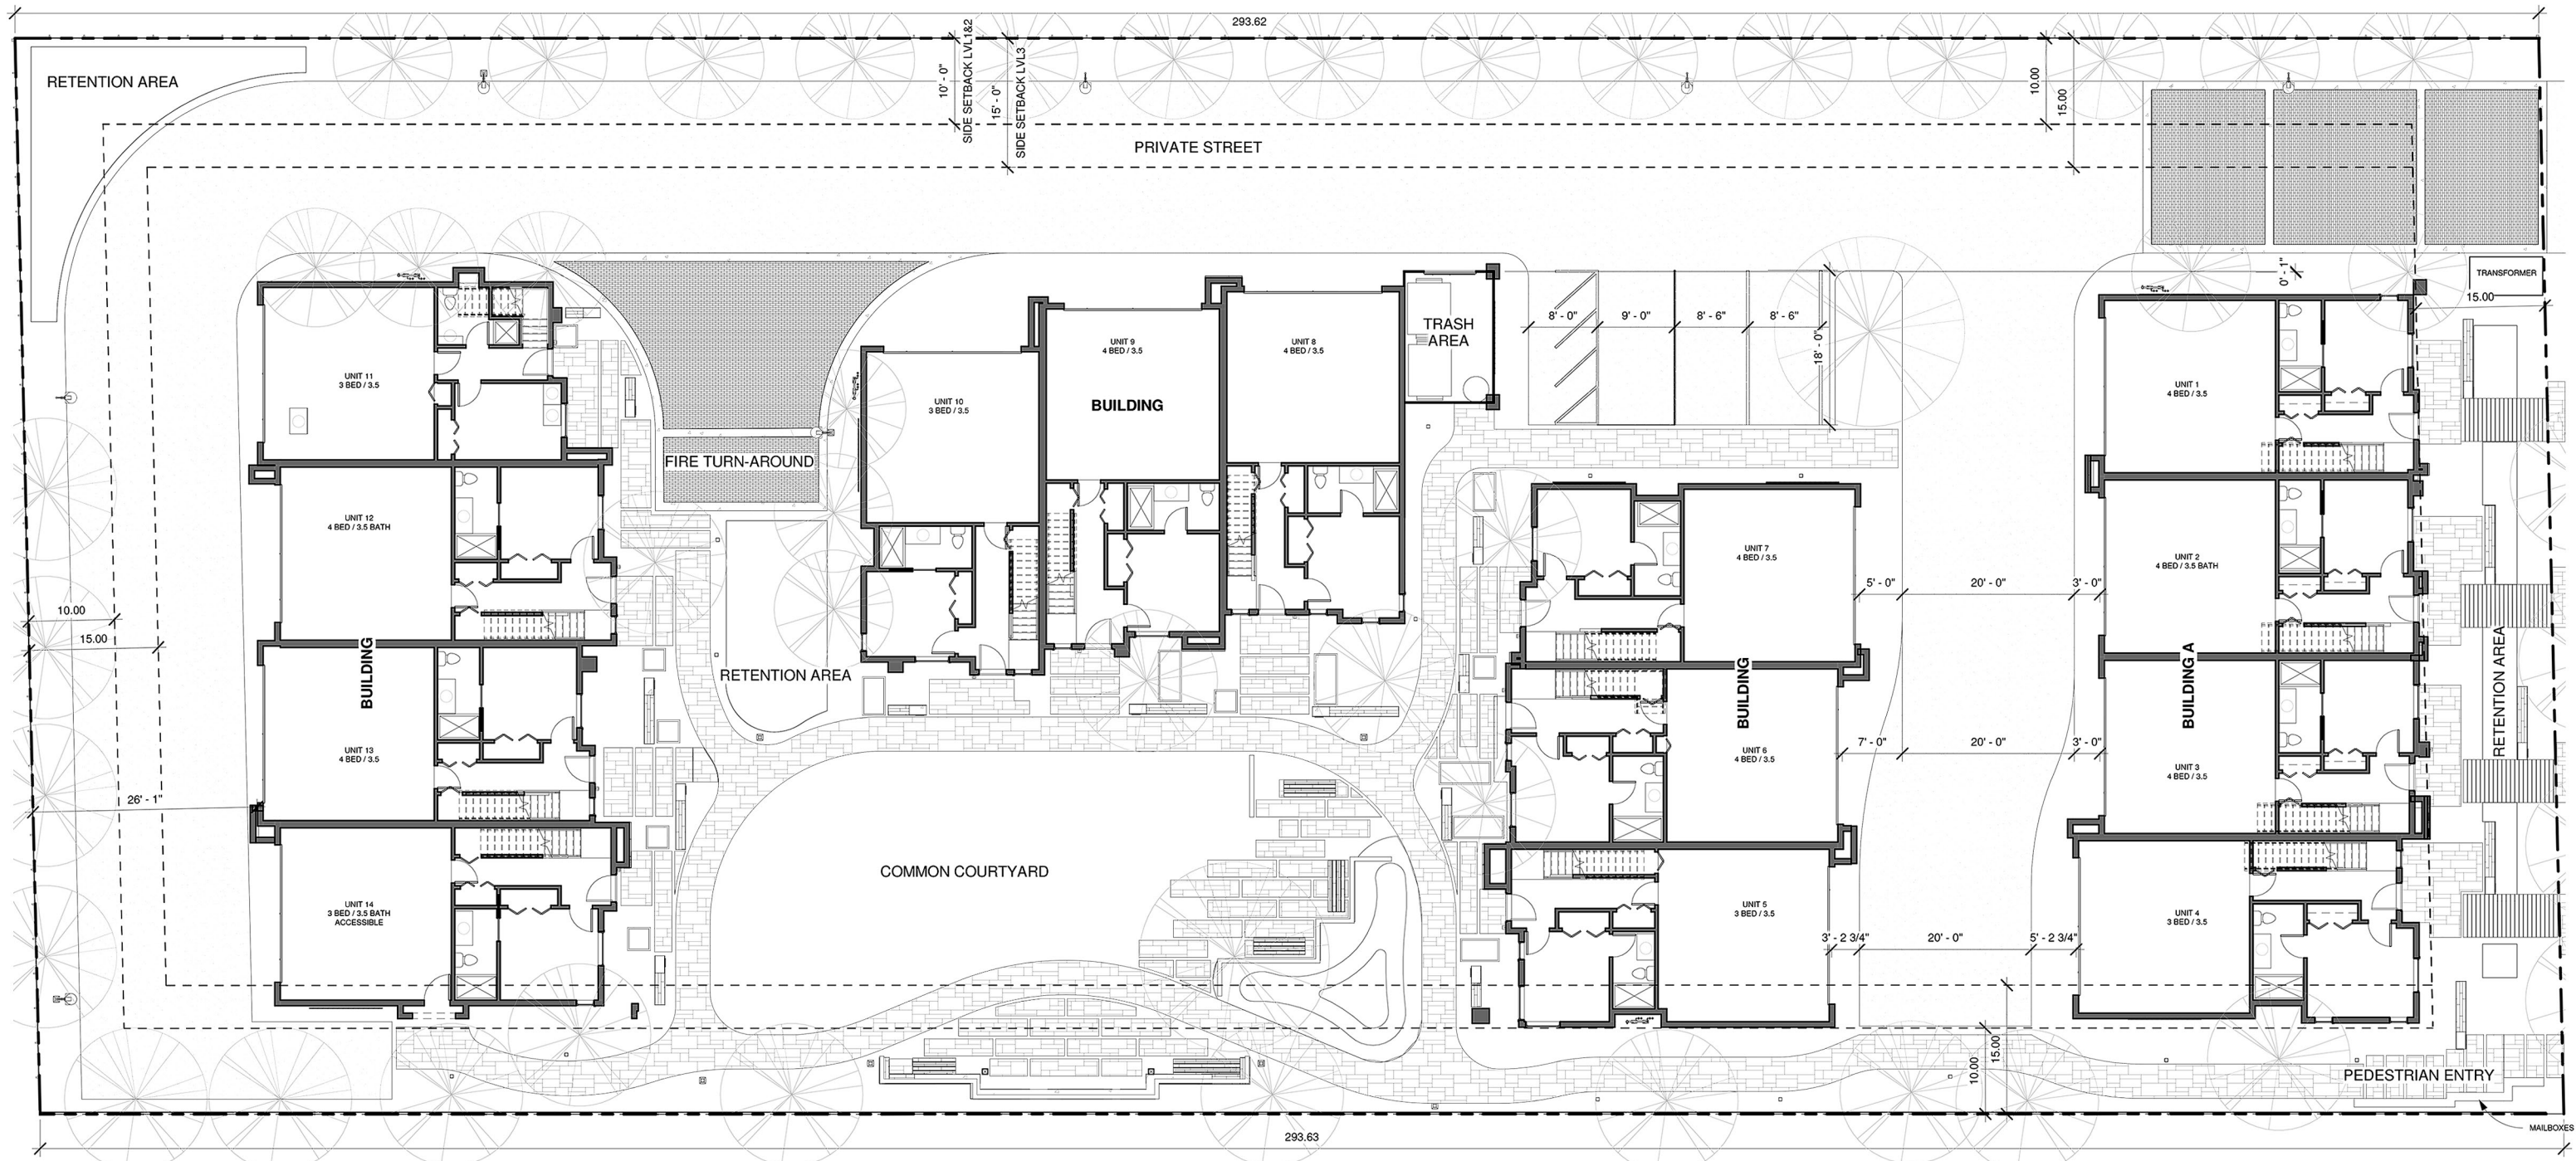 293.62
RETENTION AREA
10' - 0"
SIDE SETBACK LVL1&2
15' - 0"
SIDE SETBACK LVL3
10.00
15.00
PRIVATE STREET
0' - 1"
TRANSFORMER
15.00
TRASH
AREA
8' - 0"
9' - 0"
8' - 6"
8' - 6"
18' - 0"
UNIT 11
3 BED / 3.5
UNIT 10
3 BED / 3.5
UNIT 9
4 BED / 3.5
BUILDING
UNIT 8
4 BED / 3.5
UNIT 1
4 BED / 3.5
FIRE TURN-AROUND
UNIT 12
4 BED / 3.5 BATH
UNIT 7
4 BED / 3.5
UNIT 2
4 BED / 3.5 BATH
5' - 0"
20' - 0"
3' - 0"
10.00
15.00
BUILDING
RETENTION AREA
BUILDING
BUILDING A
RETENTION AREA
UNIT 13
4 BED / 3.5
UNIT 6
4 BED / 3.5
7' - 0"
20' - 0"
3' - 0"
UNIT 3
4 BED / 3.5
26' - 1"
COMMON COURTYARD
UNIT 14
3 BED / 3.5 BATH
ACCESSIBLE
UNIT 5
3 BED / 3.5
UNIT 4
3 BED / 3.5
3' - 2 3/4"
20' - 0"
5' - 2 3/4"
10.00
15.00
PEDESTRIAN ENTRY
MAILBOXES
293.63